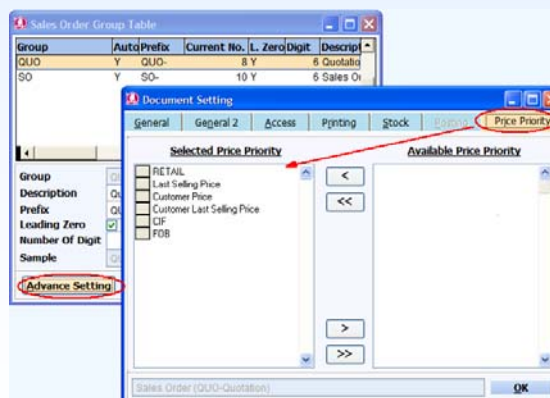 Sales Order Group Table
Group Auto Prefix Current No. L. Zero Digit Descript
QUO Y QUO- 8 Y 6 Quotatio
SO Y SO- 10 Y 6 Sales Or
Document Setting
General General 2 Access Printing Stock Posting Price Priority
Selected Price Priority Available Price Priority
RETAIL
Last Selling Price
Customer Price
Customer Last Selling Price
CIF
FOB
<
<<
>
>>
Group
Description
Prefix
Leading Zero
Number Of Digit
Sample
Advance Setting
Sales Order (QUO-Quotation)
OK